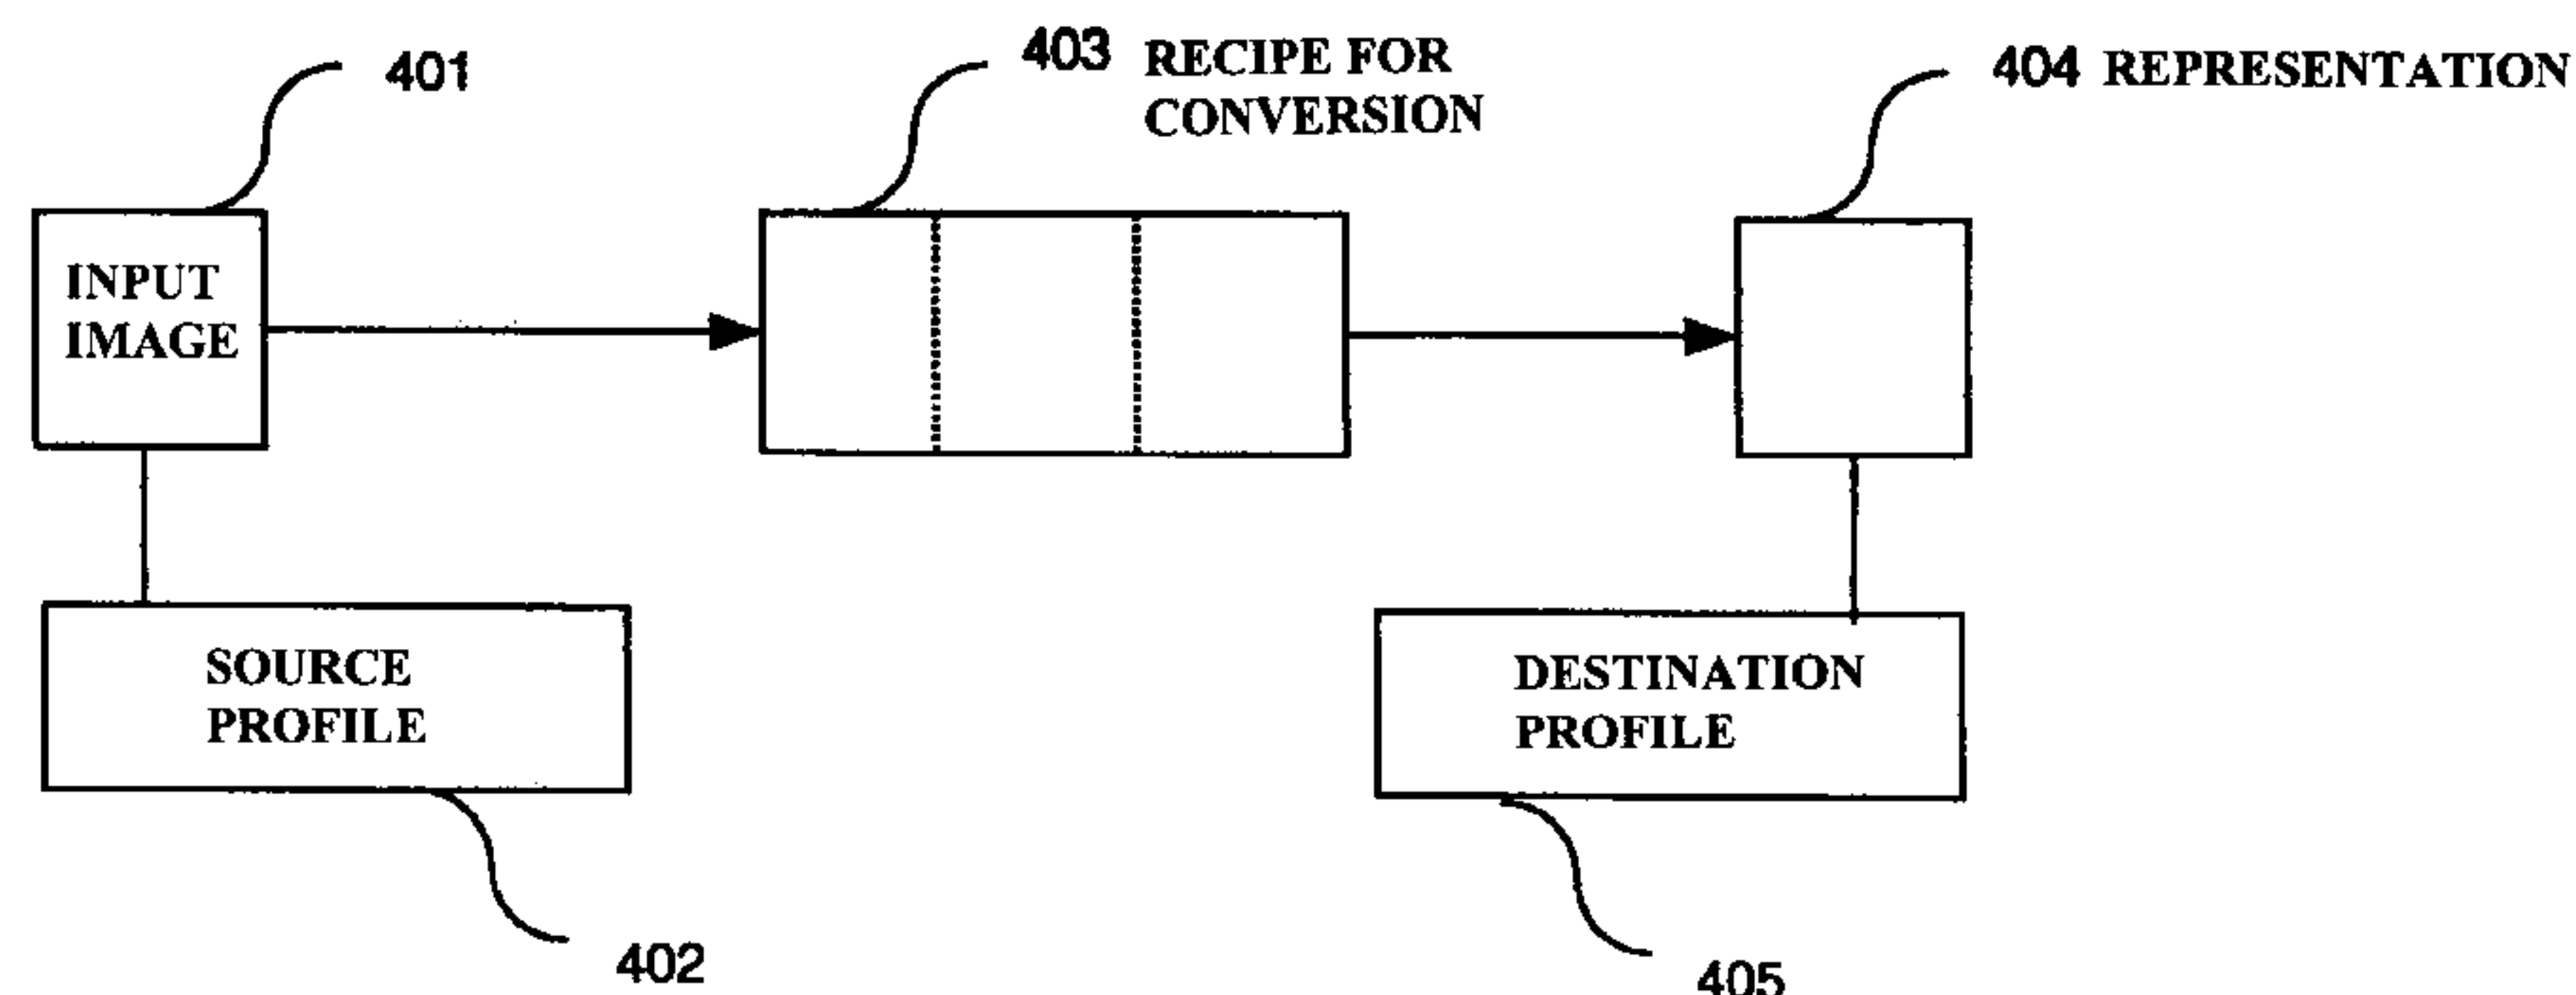 401
403 RECIPE FOR
CONVERSION
404 REPRESENTATION
INPUT
IMAGE
SOURCE
PROFILE
DESTINATION
PROFILE
402
405